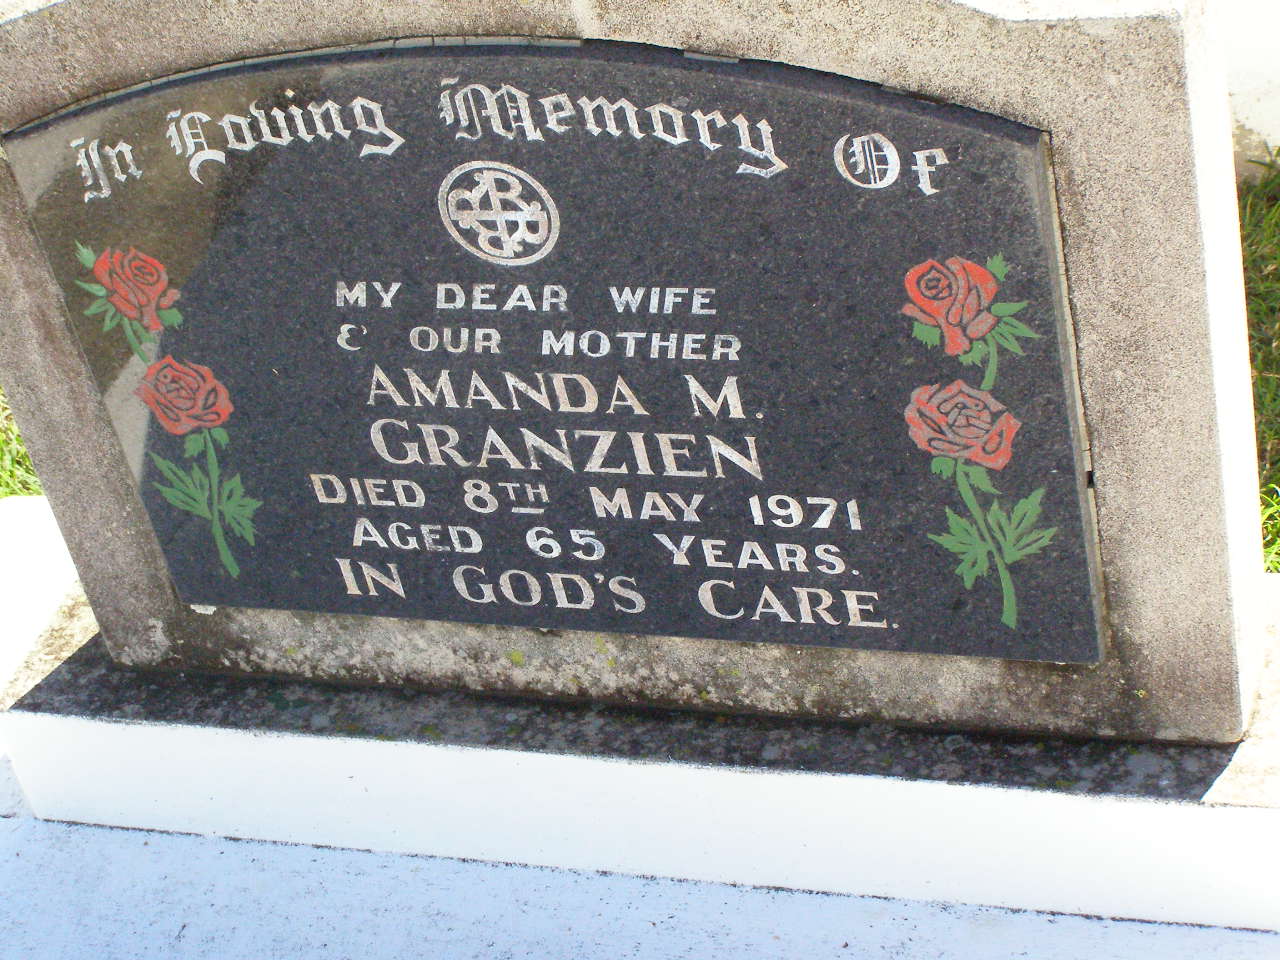 In Loving Memory Of
R R R R
MY DEAR WIFE
& OUR MOTHER
AMANDA M.
GRANZIEN
DIED 8TH MAY 1971
AGED 65 YEARS.
IN GOD'S CARE.